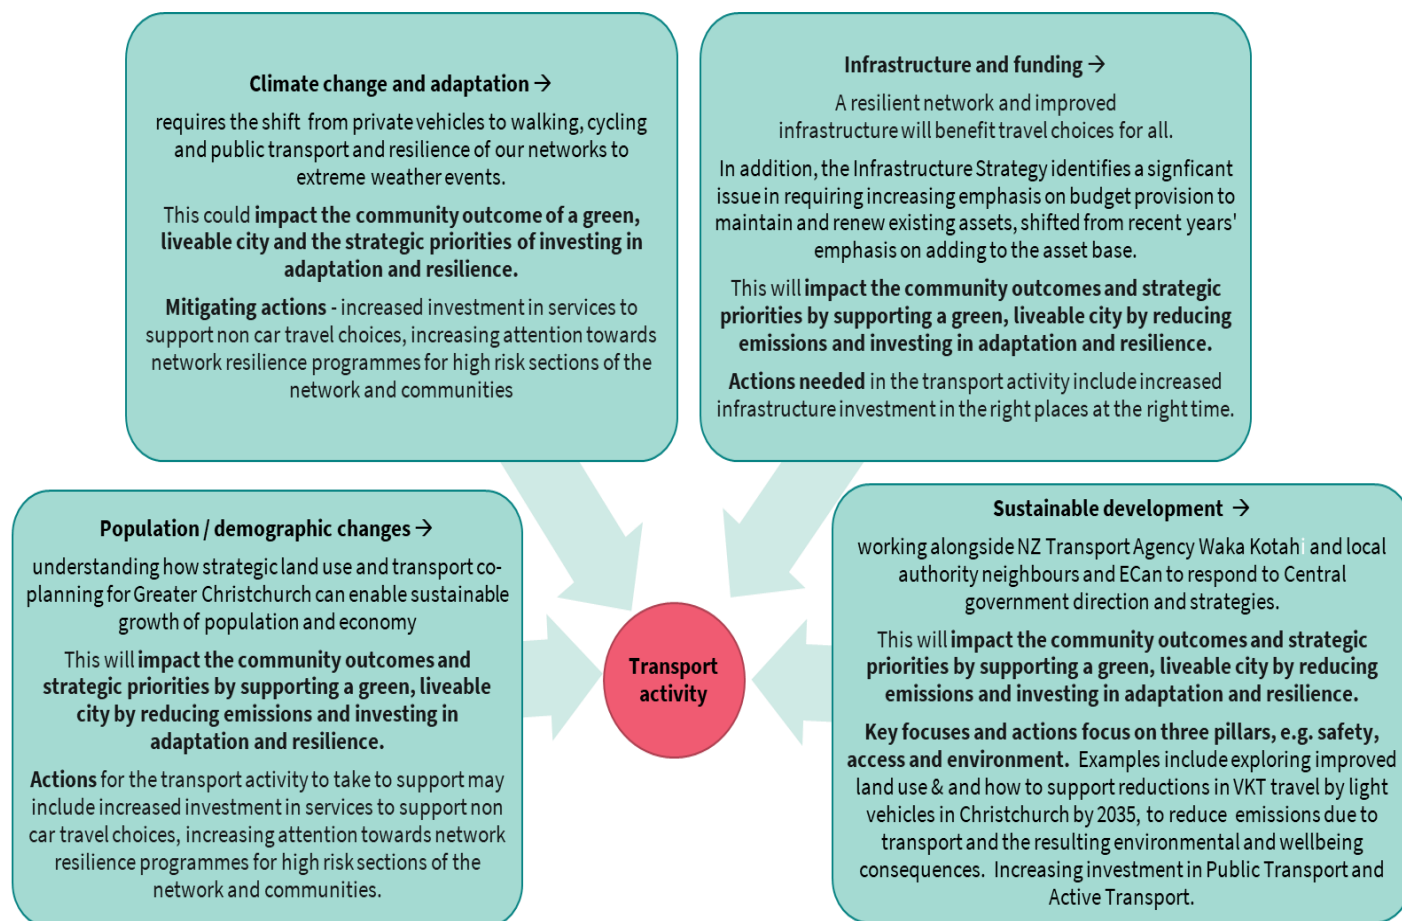 Climate change and adaptation →
requires the shift from private vehicles to walking, cycling
and public transport and resilience of our networks to
extreme weather events.
This could impact the community outcome of a green,
liveable city and the strategic priorities of investing in
adaptation and resilience.
Mitigating actions - increased investment in services to
support non car travel choices, increasing attention towards
network resilience programmes for high risk sections of the
network and communities
Infrastructure and funding →
A resilient network and improved
infrastructure will benefit travel choices for all.
In addition, the Infrastructure Strategy identifies a signficant
issue in requiring increasing emphasis on budget provision to
maintain and renew existing assets, shifted from recent years'
emphasis on adding to the asset base.
This will impact the community outcomes and strategic
priorities by supporting a green, liveable city by reducing
emissions and investing in adaptation and resilience.
Actions needed in the transport activity include increased
infrastructure investment in the right places at the right time.
Population / demographic changes →
understanding how strategic land use and transport co-
planning for Greater Christchurch can enable sustainable
growth of population and economy
This will impact the community outcomes and
strategic priorities by supporting a green, liveable
city by reducing emissions and investing in
adaptation and resilience.
Actions for the transport activity to take to support may
include increased investment in services to support non
car travel choices, increasing attention towards network
resilience programmes for high risk sections of the
network and communities.
Transport
activity
Sustainable development →
working alongside NZ Transport Agency Waka Kotahi and local
authority neighbours and ECan to respond to Central
government direction and strategies.
This will impact the community outcomes and strategic
priorities by supporting a green, liveable city by reducing
emissions and investing in adaptation and resilience.
Key focuses and actions focus on three pillars, e.g. safety,
access and environment. Examples include exploring improved
land use & and how to support reductions in VKT travel by light
vehicles in Christchurch by 2035, to reduce emissions due to
transport and the resulting environmental and wellbeing
consequences. Increasing investment in Public Transport and
Active Transport.